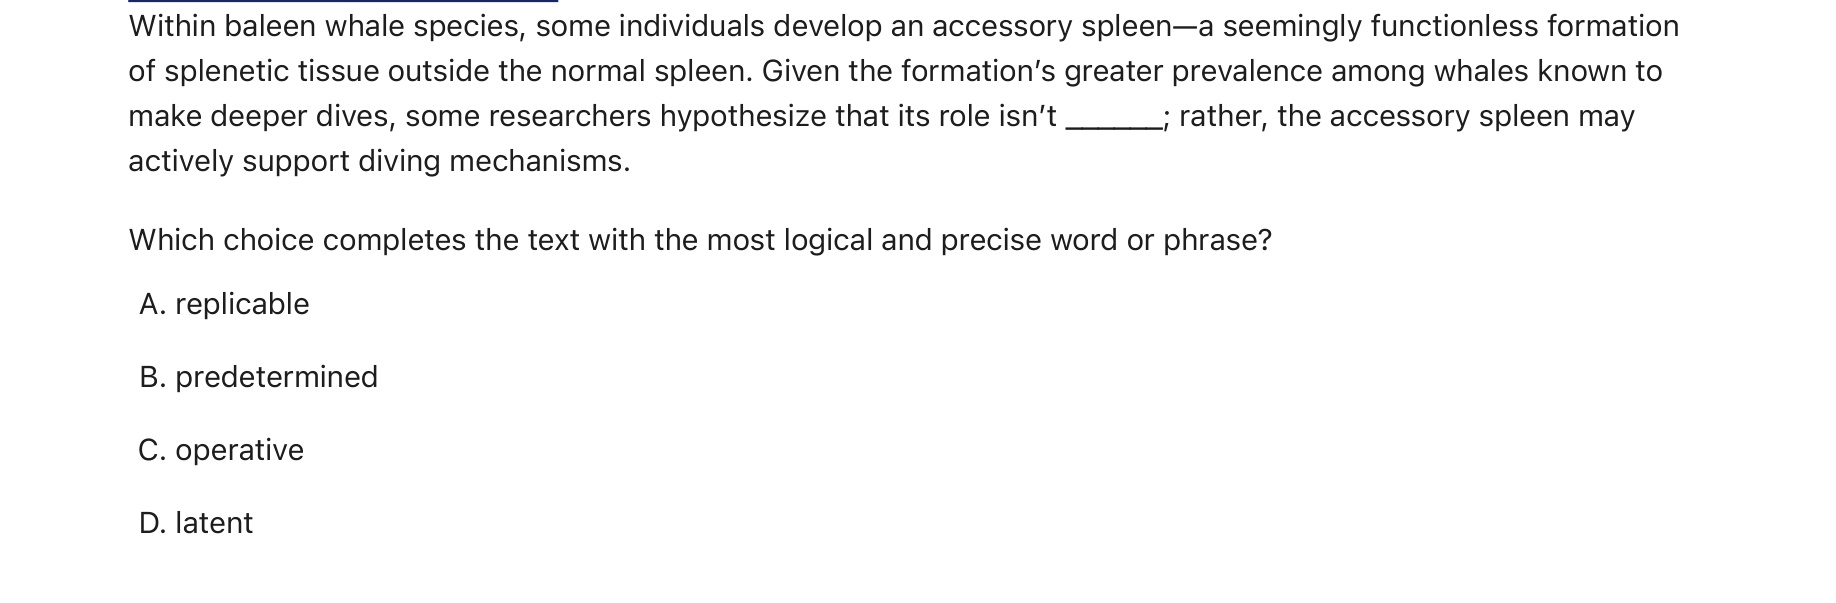 Within baleen whale species, some individuals develop an accessory spleen—a seemingly functionless formation
of splenetic tissue outside the normal spleen. Given the formation’s greater prevalence among whales known to
make deeper dives, some researchers hypothesize that its role isn’t ______; rather, the accessory spleen may
actively support diving mechanisms.
Which choice completes the text with the most logical and precise word or phrase?
A. replicable
B. predetermined
C. operative
D. latent